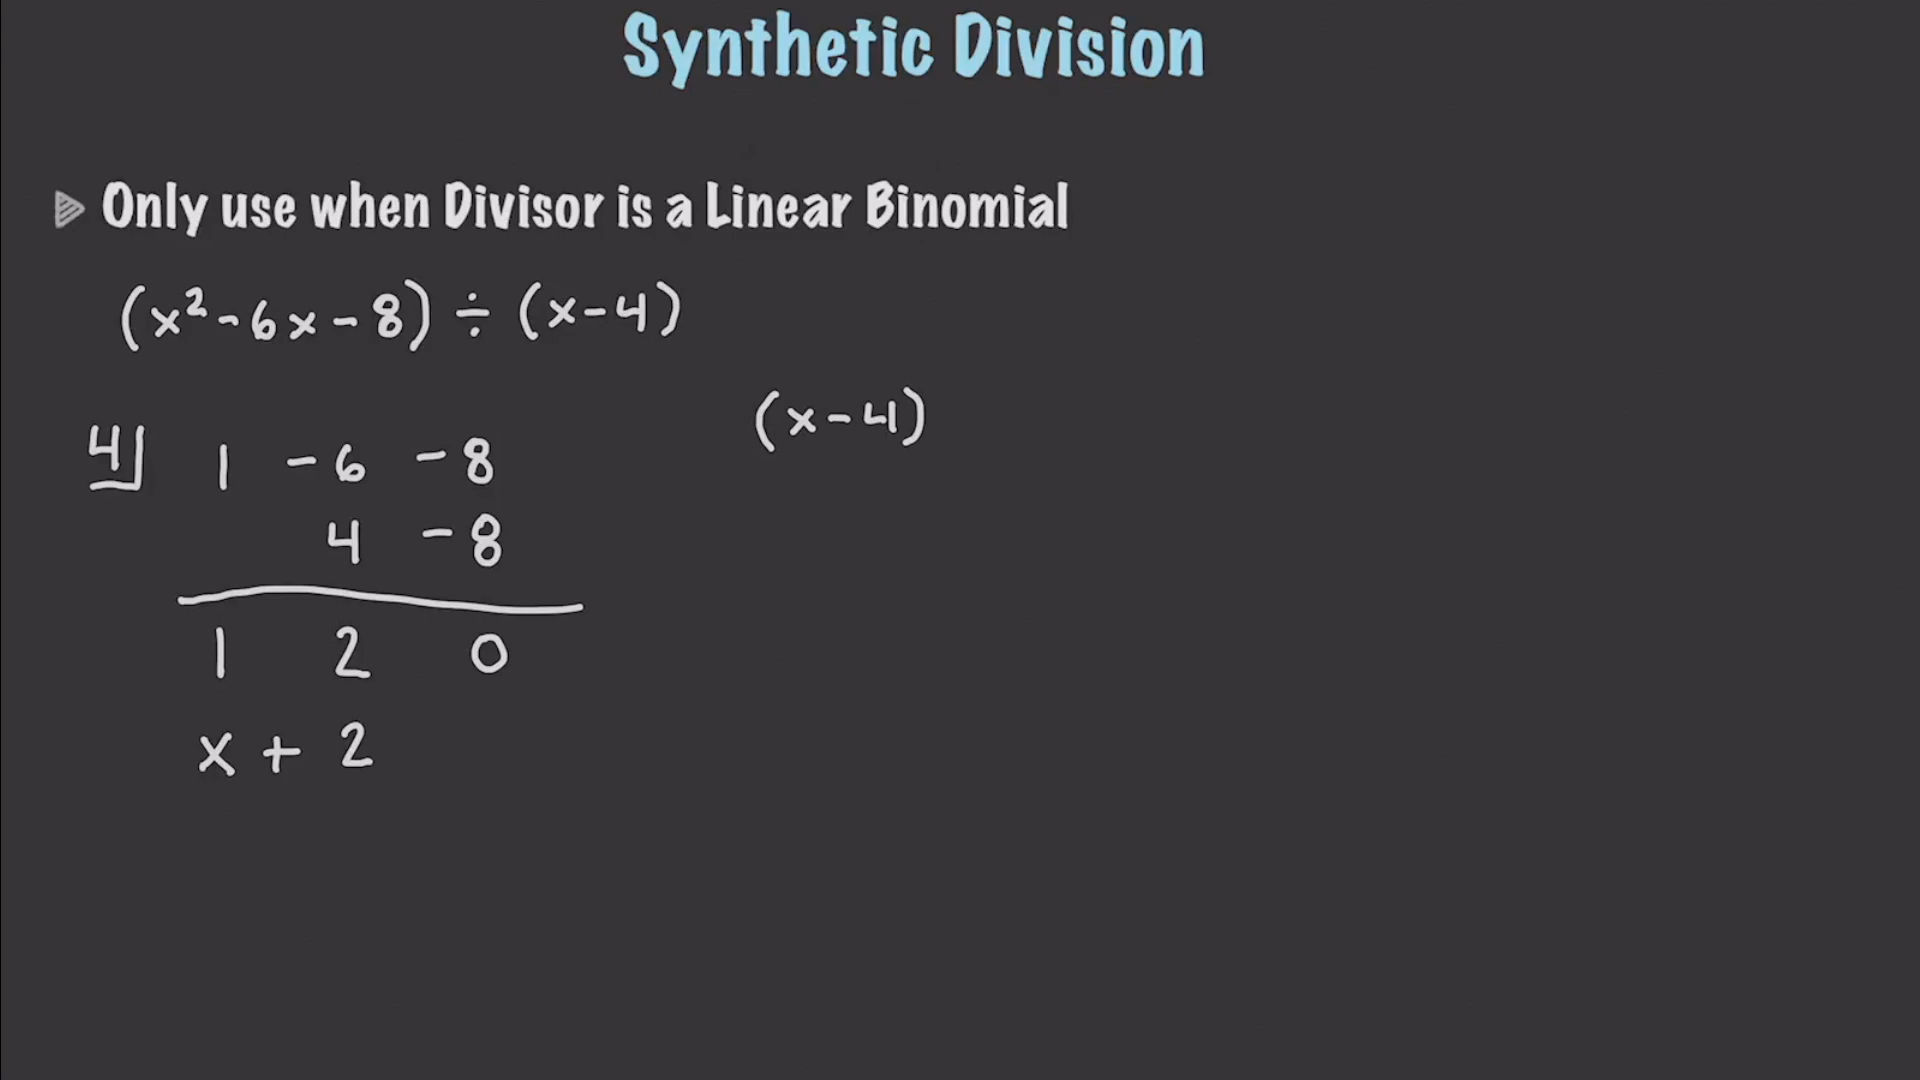 Synthetic Division
Only use when Divisor is a Linear Binomial
(x²-6x-8) ÷ (x-4)
(x-4)
4 1 -6 -8
4 -8
1 2 0
x + 2